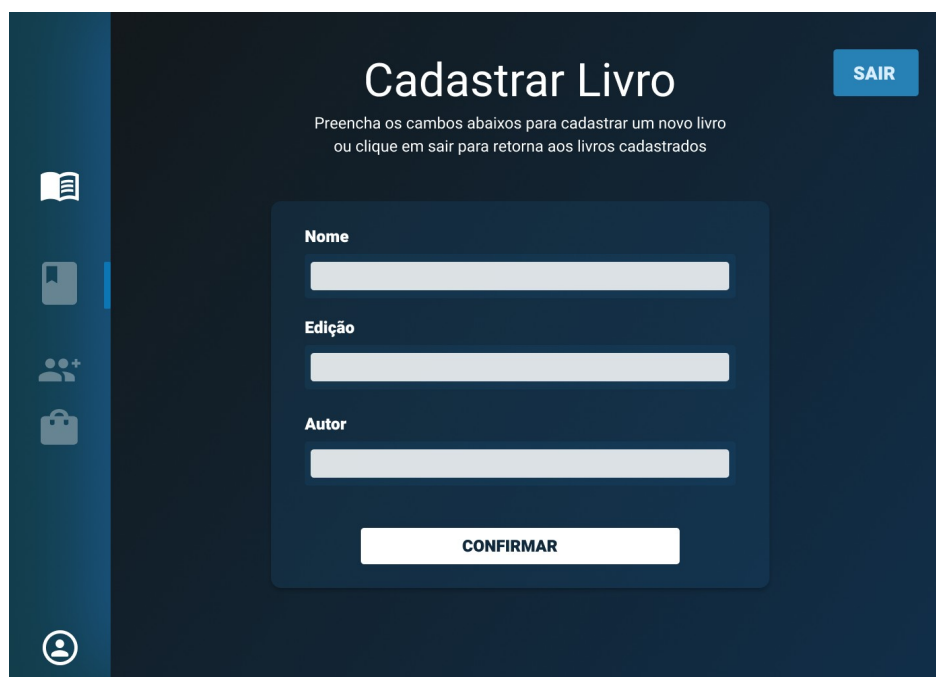 Cadastrar Livro
SAIR
Preencha os cambos abaixos para cadastrar um novo livro
ou clique em sair para retorna aos livros cadastrados
Nome
Edição
Autor
CONFIRMAR